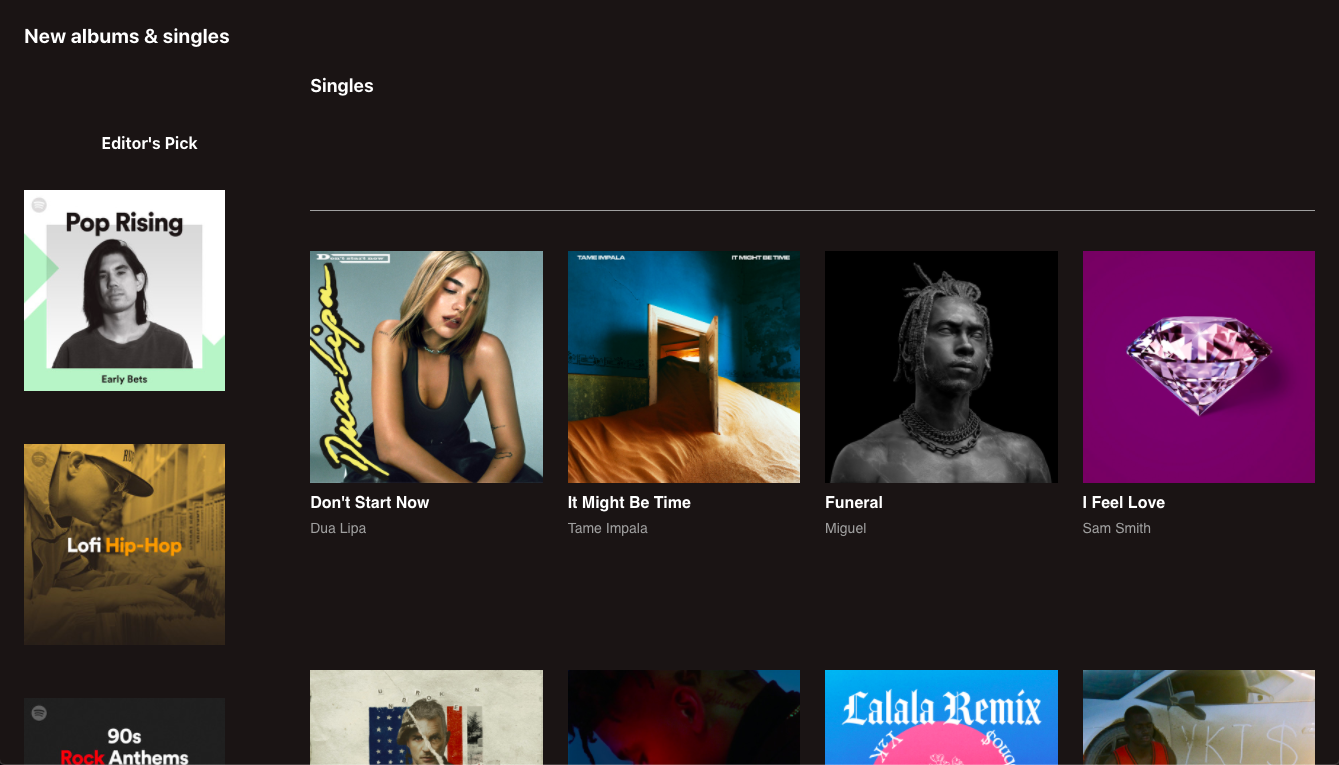 New albums & singles
Singles
Editor's Pick
Pop Rising
Early Bets
Lofi Hip-Hop
90s
Rock Anthems
Don't start now
Dua Lipa
TAME IMPALA
IT MIGHT BE TIME
Don't Start Now
Dua Lipa
It Might Be Time
Tame Impala
Funeral
Miguel
I Feel Love
Sam Smith
Lalala Remix
Y2K